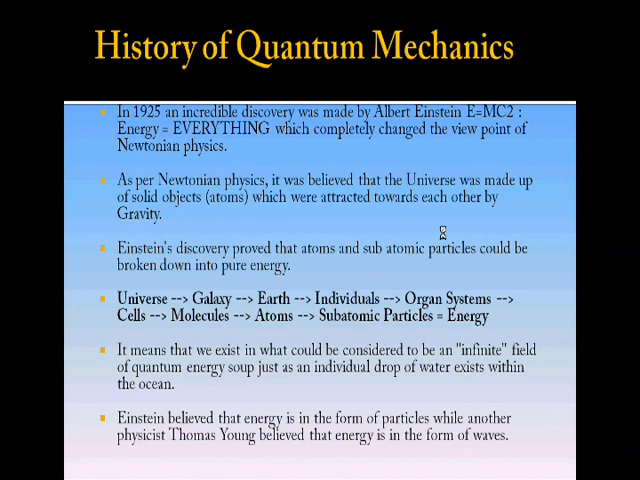 History of Quantum Mechanics
In 1925 an incredible discovery was made by Albert Einstein E=MC2 :
Energy = EVERYTHING which completely changed the view point of
Newtonian physics.
As per Newtonian physics, it was believed that the Universe was made up
of solid objects (atoms) which were attracted towards each other by
Gravity.
Einstein's discovery proved that atoms and sub atomic particles could be
broken down into pure energy.
Universe --> Galaxy --> Earth --> Individuals --> Organ Systems -->
Cells --> Molecules --> Atoms --> Subatomic Particles = Energy
It means that we exist in what could be considered to be an "infinite" field
of quantum energy soup just as an individual drop of water exists within
the ocean.
Einstein believed that energy is in the form of particles while another
physicist Thomas Young believed that energy is in the form of waves.